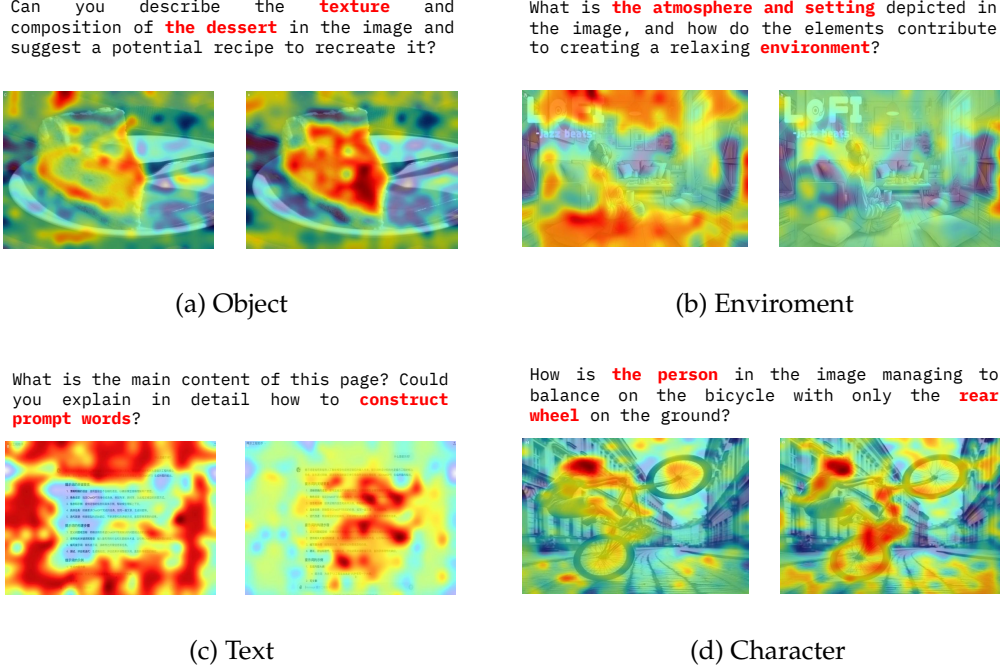 Can you describe the texture and
composition of the dessert in the image and
suggest a potential recipe to recreate it?
What is the atmosphere and setting depicted in
the image, and how do the elements contribute
to creating a relaxing environment?
LOFI
-Jazz beats-
LOFI
-Jazz beats-
(a) Object
(b) Enviroment
What is the main content of this page? Could
you explain in detail how to construct
prompt words?
How is the person in the image managing to
balance on the bicycle with only the rear
wheel on the ground?
(c) Text
(d) Character